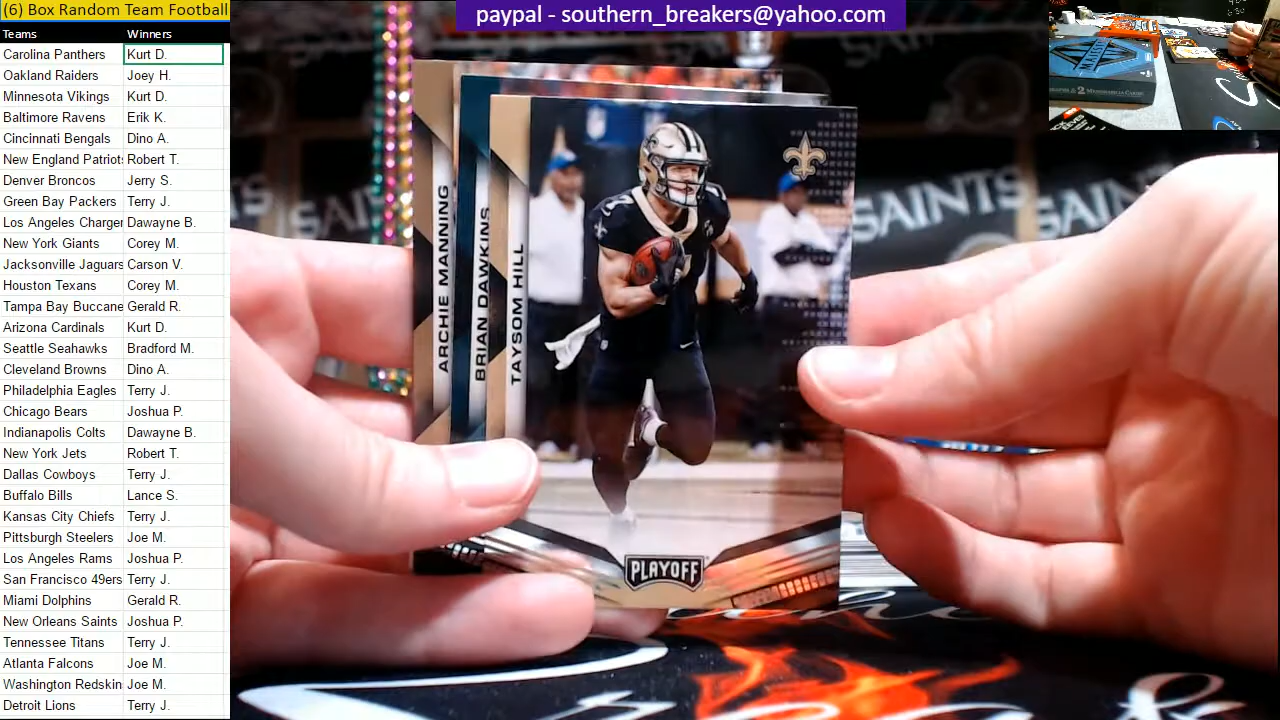 (6) Box Random Team Football
Teams Winners
Carolina Panthers Kurt D.
Oakland Raiders Joey H.
Minnesota Vikings Kurt D.
Baltimore Ravens Erik K.
Cincinnati Bengals Dino A.
New England Patriots Robert T.
Denver Broncos Jerry S.
Green Bay Packers Terry J.
Los Angeles Charger Dawayne B.
New York Giants Corey M.
Jacksonville Jaguars Carson V.
Houston Texans Corey M.
Tampa Bay Buccane Gerald R.
Arizona Cardinals Kurt D.
Seattle Seahawks Bradford M.
Cleveland Browns Dino A.
Philadelphia Eagles Terry J.
Chicago Bears Joshua P.
Indianapolis Colts Dawayne B.
New York Jets Robert T.
Dallas Cowboys Terry J.
Buffalo Bills Lance S.
Kansas City Chiefs Terry J.
Pittsburgh Steelers Joe M.
Los Angeles Rams Joshua P.
San Francisco 49ers Terry J.
Miami Dolphins Gerald R.
New Orleans Saints Joshua P.
Tennessee Titans Terry J.
Atlanta Falcons Joe M.
Washington Redskin Joe M.
Detroit Lions Terry J.
paypal - southern_breakers@yahoo.com
ARCHIE MANNING
BRIAN DAWKINS
TAYSOM HILL
PLAYOFF
SAINTS
MAJESTIC